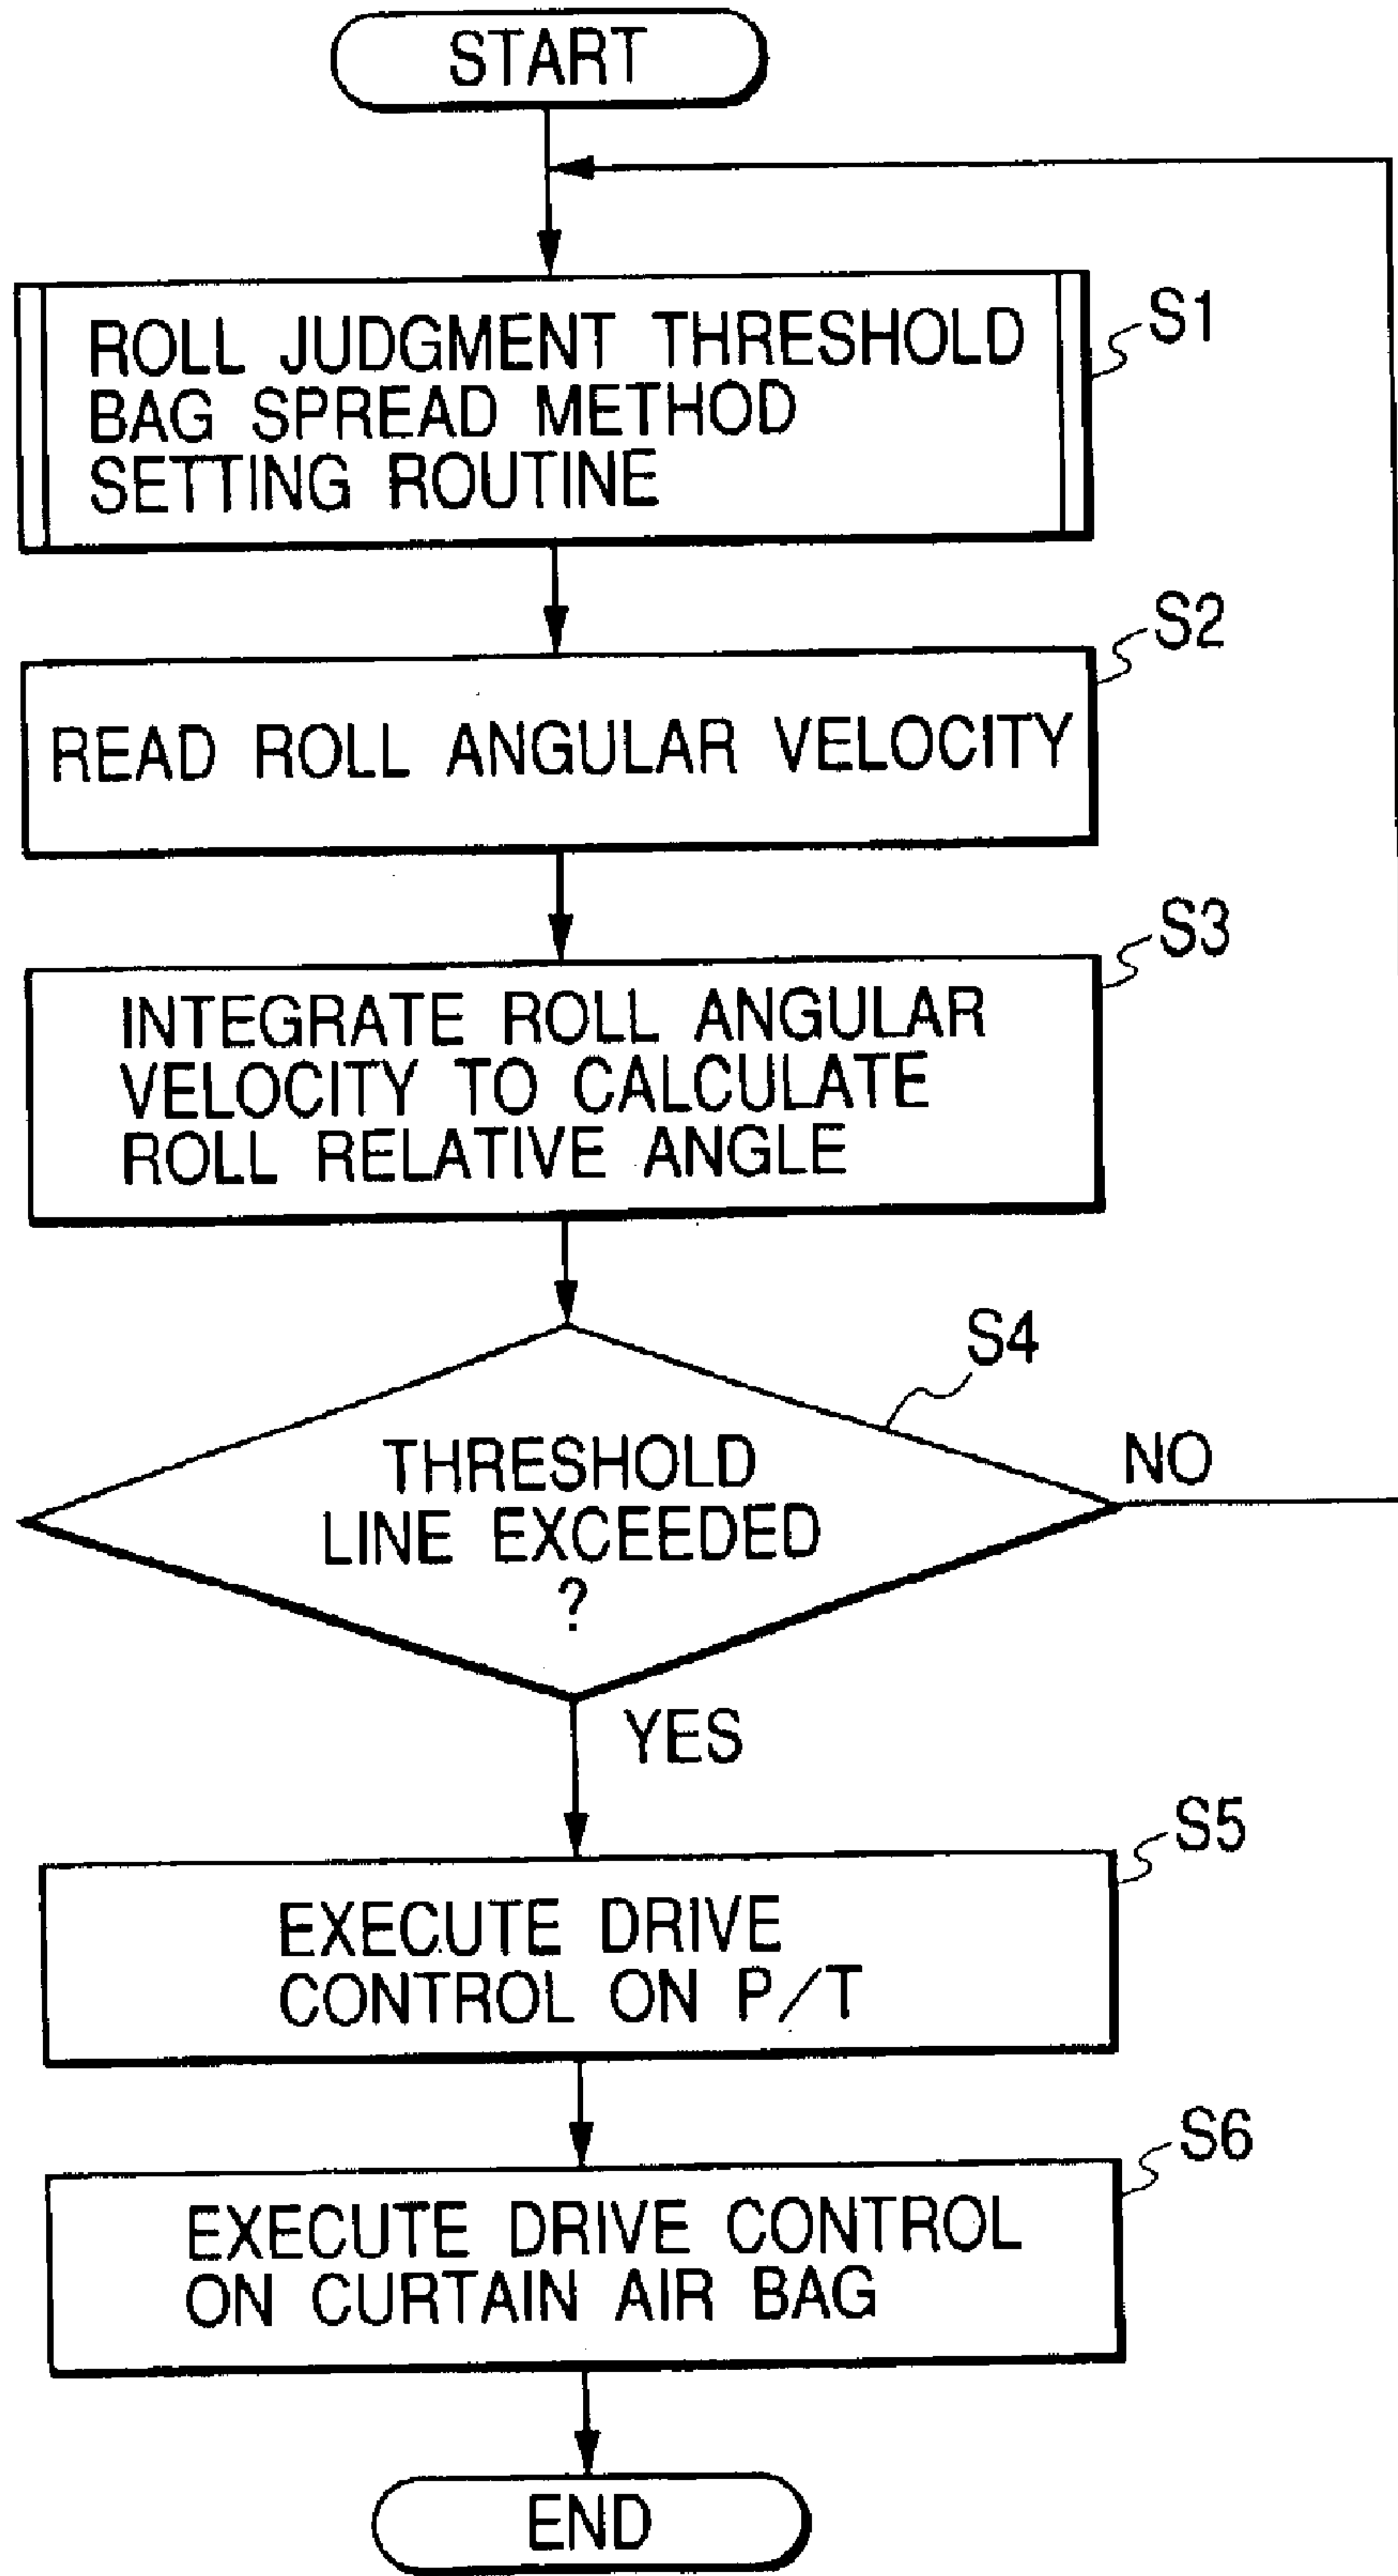 START
ROLL JUDGMENT THRESHOLD
BAG SPREAD METHOD
SETTING ROUTINE
S1
READ ROLL ANGULAR VELOCITY
S2
INTEGRATE ROLL ANGULAR
VELOCITY TO CALCULATE
ROLL RELATIVE ANGLE
S3
THRESHOLD
LINE EXCEEDED
?
S4
NO
YES
EXECUTE DRIVE
CONTROL ON P/T
S5
EXECUTE DRIVE CONTROL
ON CURTAIN AIR BAG
S6
END